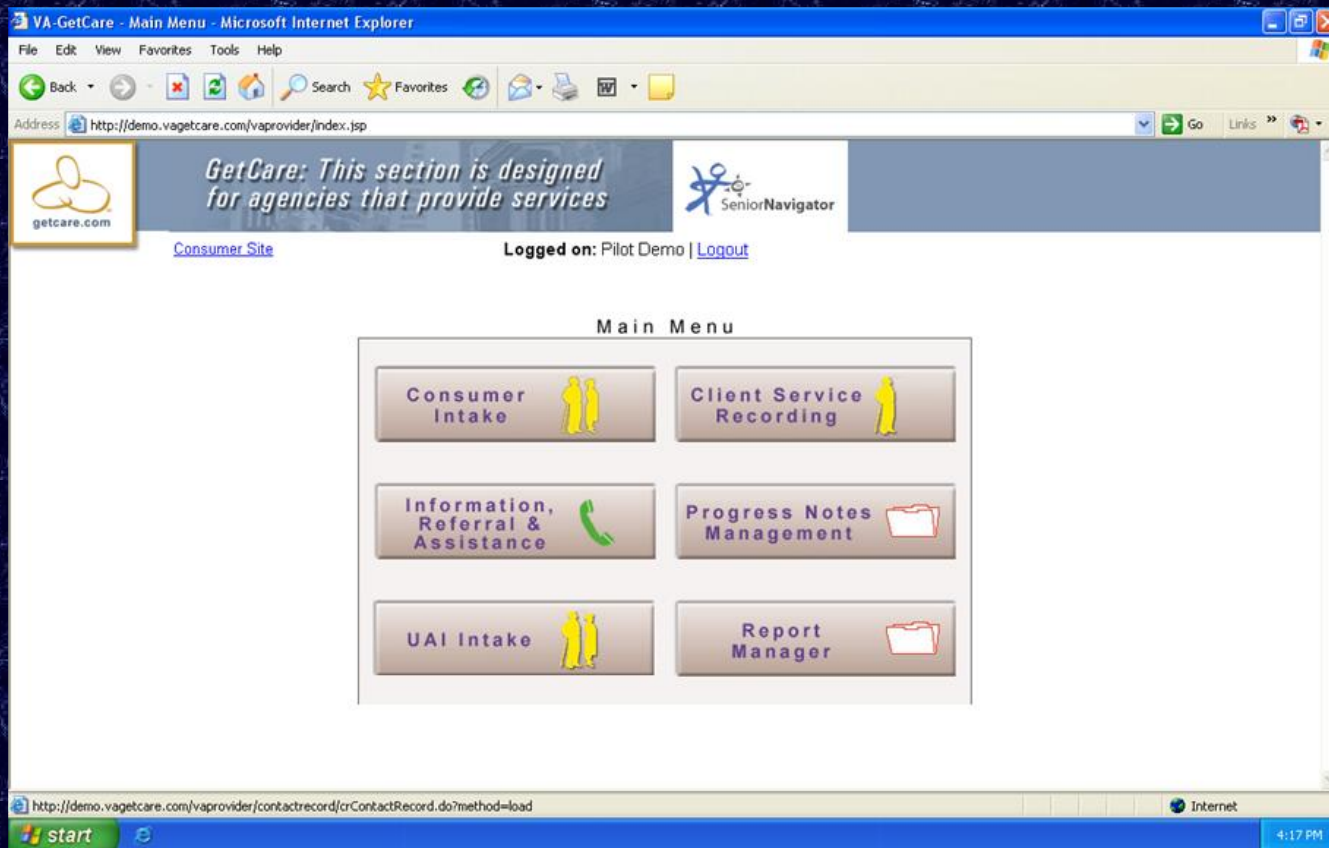 VA-GetCare - Main Menu - Microsoft Internet Explorer
File Edit View Favorites Tools Help
Back Search Favorites
Address http://demo.vagetcare.com/vaprovider/index.jsp Go Links »
getcare.com
GetCare: This section is designed
for agencies that provide services
SeniorNavigator
Consumer Site Logged on: Pilot Demo | Logout
Main Menu
Consumer
Intake
Client Service
Recording
Information,
Referral &
Assistance
Progress Notes
Management
UAI Intake
Report
Manager
http://demo.vagetcare.com/vaprovider/contactrecord/crContactRecord.do?method=load Internet
start 4:17 PM